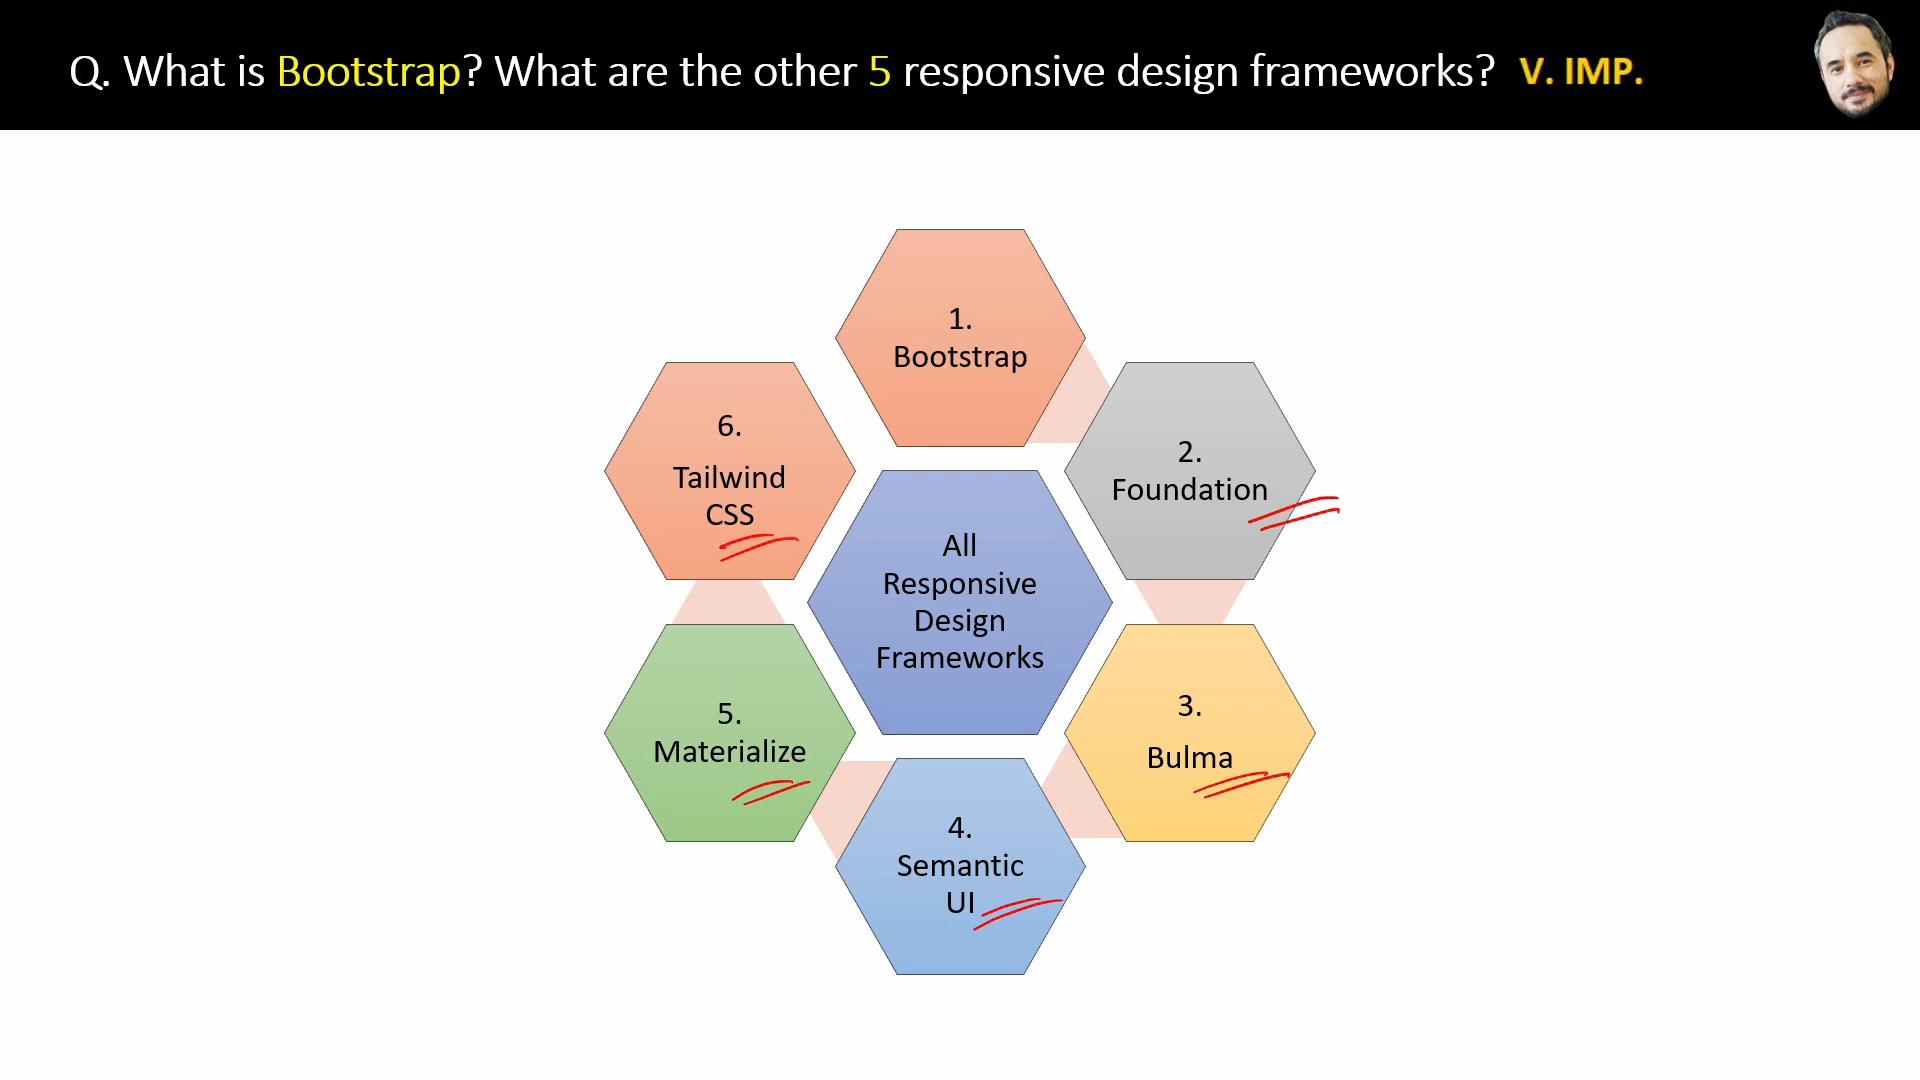 Q. What is Bootstrap? What are the other 5 responsive design frameworks? V. IMP.
1.
Bootstrap
2.
Foundation
3.
Bulma
4.
Semantic
UI
5.
Materialize
6.
Tailwind
CSS
All
Responsive
Design
Frameworks